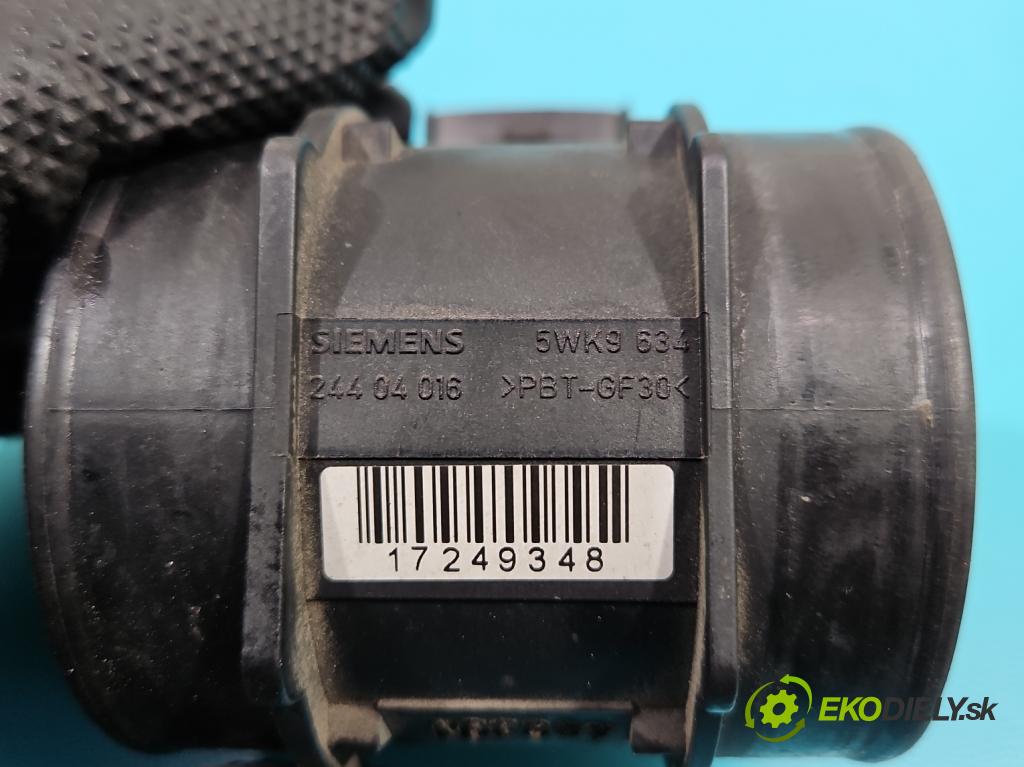 SIEMENS 5WK9 634
244 04 016 >PBT-GF30<
17249348
EKODIELY.sk